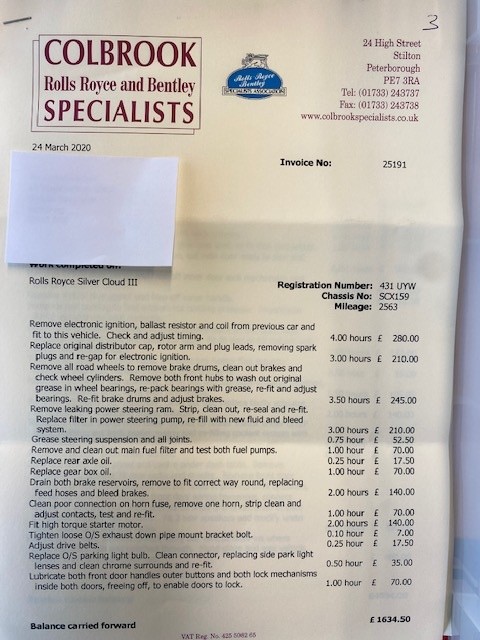 3
COLBROOK
Rolls Royce and Bentley
SPECIALISTS
Rolls Royce
Bentley
SPECIALISTS ASSOCIATION
24 High Street
Stilton
Peterborough
PE7 3RA
Tel: (01733) 243737
Fax: (01733) 243738
www.colbrookspecialists.co.uk
24 March 2020
Invoice No: 25191
Work completed on:
Rolls Royce Silver Cloud III
Registration Number: 431 UYW
Chassis No: SCX159
Mileage: 2563
Remove electronic ignition, ballast resistor and coil from previous car and
fit to this vehicle. Check and adjust timing. 4.00 hours £ 280.00
Replace original distributor cap, rotor arm and plug leads, removing spark
plugs and re-gap for electronic ignition. 3.00 hours £ 210.00
Remove all road wheels to remove brake drums, clean out brakes and
check wheel cylinders. Remove both front hubs to wash out original
grease in wheel bearings, re-pack bearings with grease, re-fit and adjust
bearings. Re-fit brake drums and adjust brakes. 3.50 hours £ 245.00
Remove leaking power steering ram. Strip, clean out, re-seal and re-fit.
Replace filter in power steering pump, re-fill with new fluid and bleed
system. 3.00 hours £ 210.00
Grease steering suspension and all joints. 0.75 hour £ 52.50
Remove and clean out main fuel filter and test both fuel pumps. 1.00 hour £ 70.00
Replace rear axle oil. 0.25 hour £ 17.50
Replace gear box oil. 1.00 hour £ 70.00
Drain both brake reservoirs, remove to fit correct way round, replacing
feed hoses and bleed brakes. 2.00 hours £ 140.00
Clean poor connection on horn fuse, remove one horn, strip clean and
adjust contacts, test and re-fit. 1.00 hour £ 70.00
Fit high torque starter motor. 2.00 hours £ 140.00
Tighten loose O/S exhaust down pipe mount bracket bolt. 0.10 hour £ 7.00
Adjust drive belts. 0.25 hour £ 17.50
Replace O/S parking light bulb. Clean connector, replacing side park light
lenses and clean chrome surrounds and re-fit. 0.50 hour £ 35.00
Lubricate both front door handles outer buttons and both lock mechanisms
inside both doors, freeing off, to enable doors to lock. 1.00 hour £ 70.00
Balance carried forward £ 1634.50
VAT Reg. No. 425 5082 65